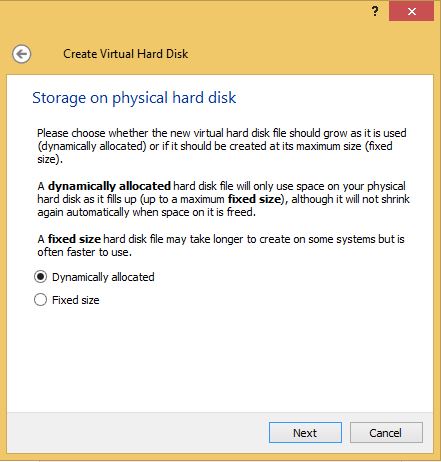 ?
Create Virtual Hard Disk
Storage on physical hard disk
Please choose whether the new virtual hard disk file should grow as it is used
(dynamically allocated) or if it should be created at its maximum size (fixed
size).
A dynamically allocated hard disk file will only use space on your physical
hard disk as it fills up (up to a maximum fixed size), although it will not shrink
again automatically when space on it is freed.
A fixed size hard disk file may take longer to create on some systems but is
often faster to use.
Dynamically allocated
Fixed size
Next
Cancel